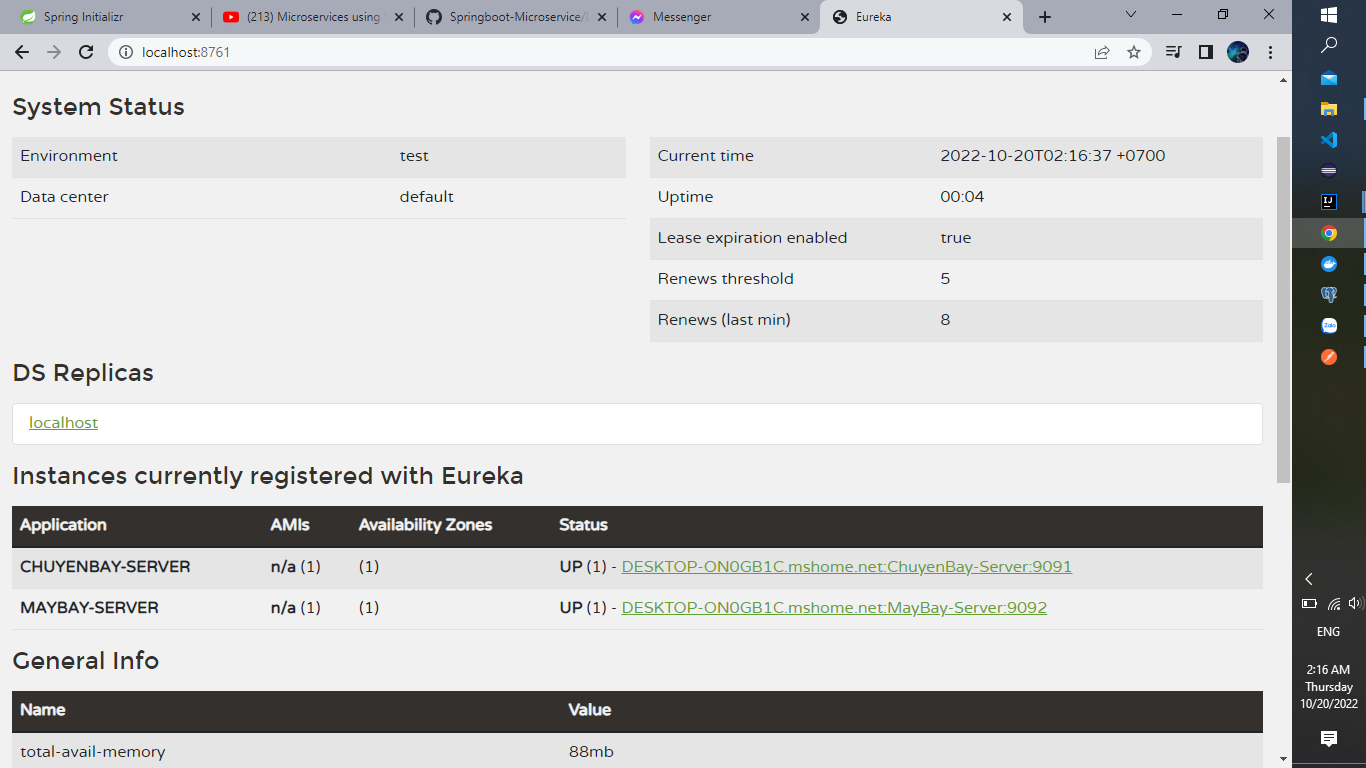 Spring Initializr
(213) Microservices using
Springboot-Microservice/
Messenger
Eureka
localhost:8761
System Status
Environment test
Data center default
Current time 2022-10-20T02:16:37 +0700
Uptime 00:04
Lease expiration enabled true
Renews threshold 5
Renews (last min) 8
DS Replicas
localhost
Instances currently registered with Eureka
Application AMIs Availability Zones Status
CHUYENBAY-SERVER n/a (1) (1) UP (1) - DESKTOP-ON0GB1C.mshome.net:ChuyenBay-Server:9091
MAYBAY-SERVER n/a (1) (1) UP (1) - DESKTOP-ON0GB1C.mshome.net:MayBay-Server:9092
General Info
Name Value
total-avail-memory 88mb
IJ
Zalo
ENG
2:16 AM
Thursday
10/20/2022